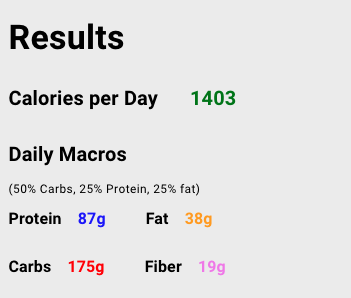 Results
Calories per Day 1403
Daily Macros
(50% Carbs, 25% Protein, 25% fat)
Protein 87g Fat 38g
Carbs 175g Fiber 19g